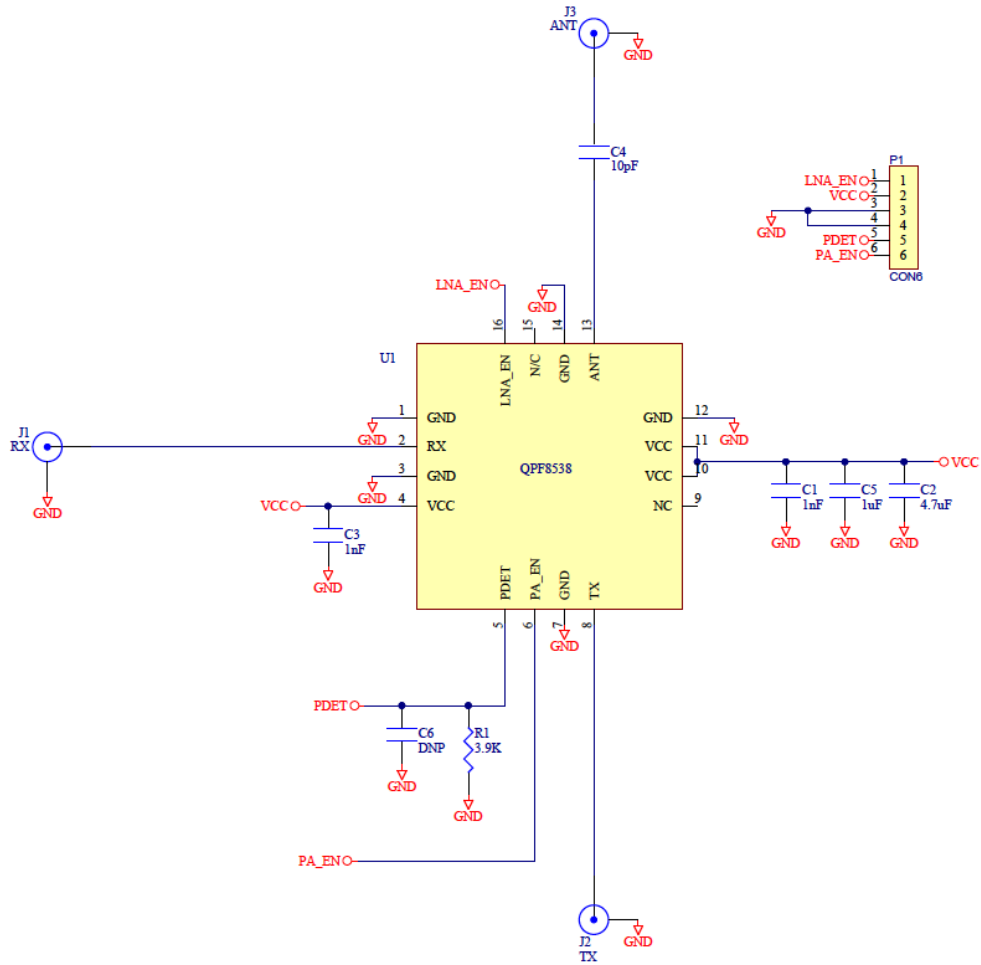 J3
ANT
GND
C4
10pF
P1
LNA_EN 1 1
VCC 2 2
3 3
GND
4 4
PDET 5 5
PA_EN 6 6
CON6
LNA_EN
GND
16
15
14
13
U1
LNA_EN
N/C
GND
ANT
1 GND
GND
GND 12
GND
J1
RX
GND
2 RX
VCC 11
QPF8538
VCC 10
VCC
3 GND
GND
VCC
4 VCC
NC 9
C3
1nF
GND
C1
1nF
GND
C5
1uF
GND
C2
4.7uF
GND
PDET
PA_EN
GND
TX
5
6
7
8
GND
PDET
C6
DNP
GND
R1
3.9K
GND
PA_EN
J2
TX
GND